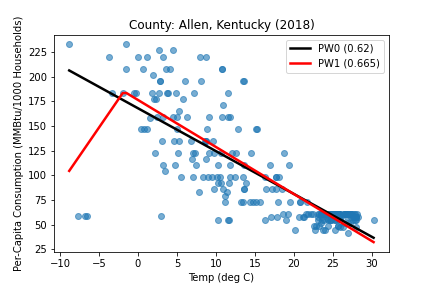 County: Allen, Kentucky (2018)
Per-Capita Consumption (MMBtu/1000 Households)
225
200
175
150
125
100
75
50
25
PW0 (0.62)
PW1 (0.665)
−10 −5 0 5 10 15 20 25 30
Temp (deg C)